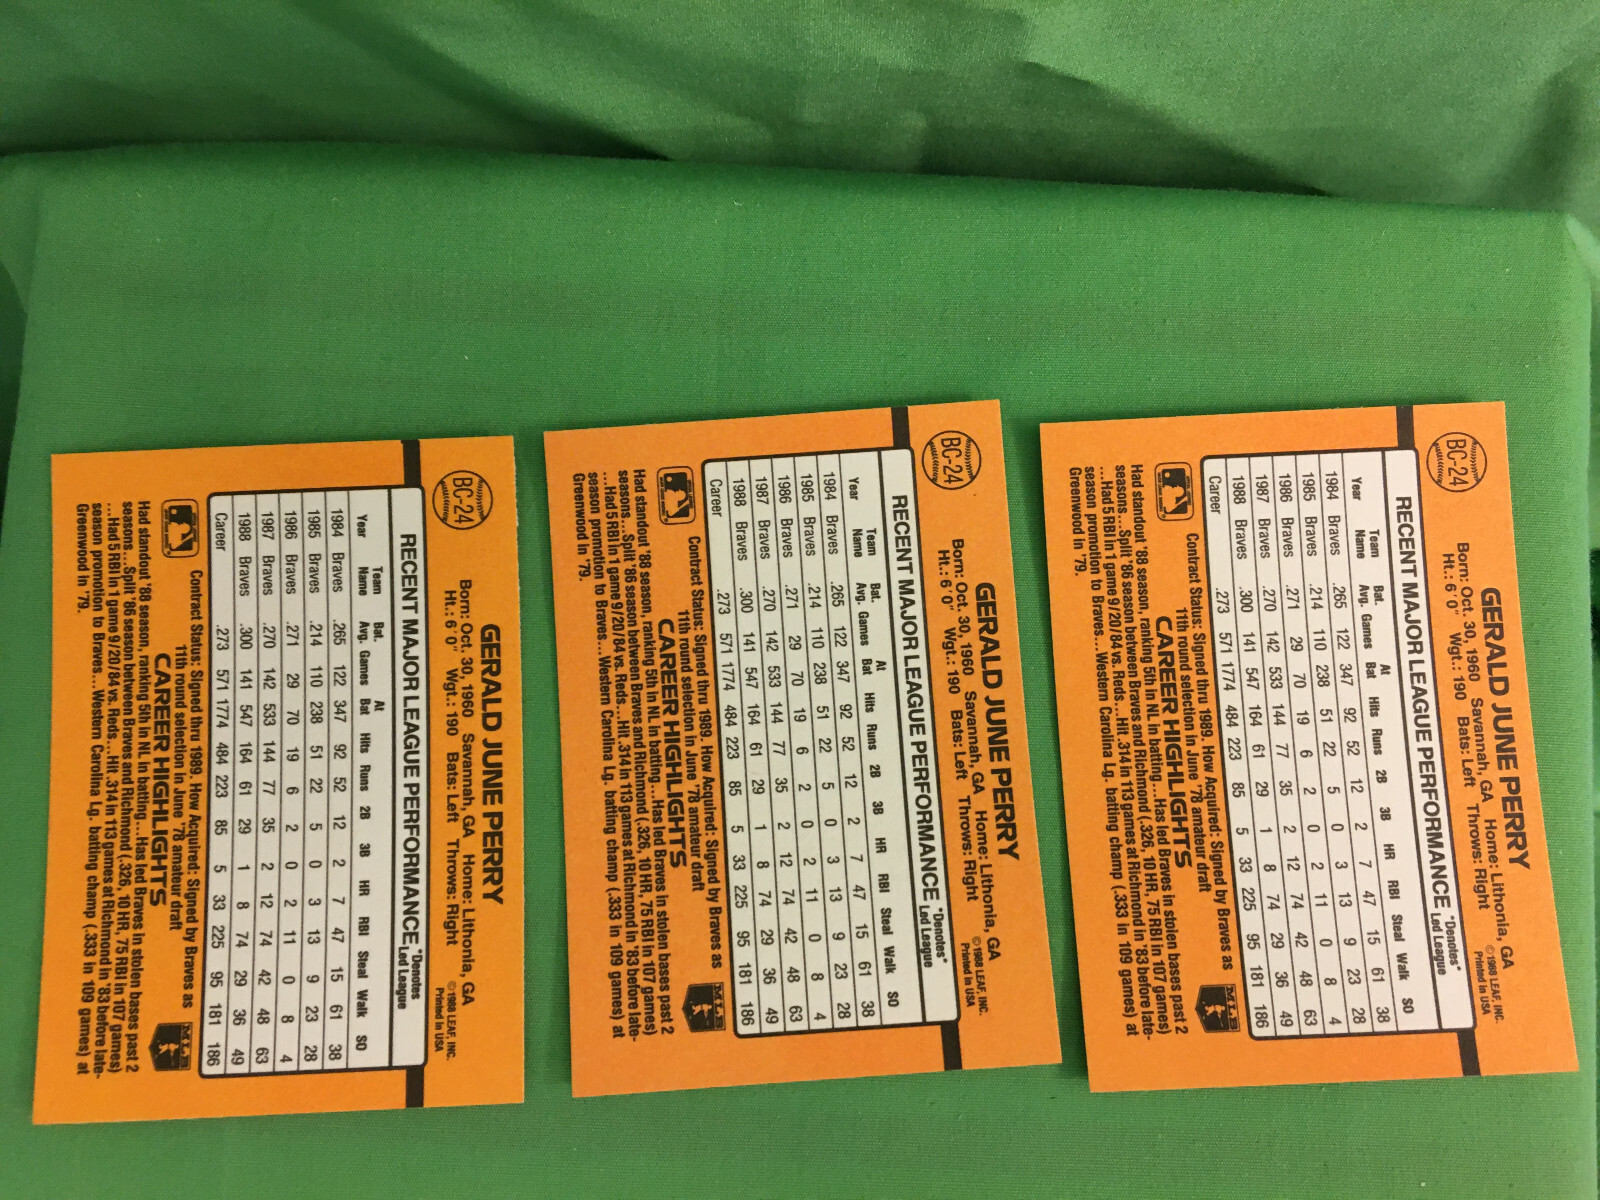 BC-24
GERALD JUNE PERRY
Born: Oct. 30, 1960 Savannah, GA Home: Lithonia, GA
Ht.: 6' 0" Wgt.: 190 Bats: Left Throws: Right
©1988 LEAF, INC.
Printed in USA
RECENT MAJOR LEAGUE PERFORMANCE *Denotes
Led League
Year Team Name Bat. Avg. Games At Bat Hits Runs 2B 3B HR RBI Steal Walk SO
1984 Braves .265 122 347 92 52 12 2 7 47 15 61 38
1985 Braves .214 110 238 51 22 5 0 3 13 9 23 28
1986 Braves .271 29 70 19 6 2 0 2 11 0 8 4
1987 Braves .270 142 533 144 77 35 2 12 74 42 48 63
1988 Braves .300 141 547 164 61 29 1 8 74 29 36 49
Career .273 571 1774 484 223 85 5 33 225 95 181 186
Contract Status: Signed thru 1989. How Acquired: Signed by Braves as
11th round selection in June '78 amateur draft
CAREER HIGHLIGHTS
MLB
Had standout '88 season, ranking 5th in NL in batting...Has led Braves in stolen bases past 2
seasons...Split '86 season between Braves and Richmond (.326, 10 HR, 75 RBI in 107 games)
...Had 5 RBI in 1 game 9/20/84 vs. Reds...Hit .314 in 113 games at Richmond in '83 before late-
season promotion to Braves...Western Carolina Lg. batting champ (.333 in 109 games) at
Greenwood in '79.
BC-24
GERALD JUNE PERRY
Born: Oct. 30, 1960 Savannah, GA Home: Lithonia, GA
Ht.: 6' 0" Wgt.: 190 Bats: Left Throws: Right
©1988 LEAF, INC.
Printed in USA
RECENT MAJOR LEAGUE PERFORMANCE *Denotes*
Led League
Year Team Name Bat. Avg. Games At Bat Hits Runs 2B 3B HR RBI Steal Walk SO
1984 Braves .265 122 347 92 52 12 2 7 47 15 61 38
1985 Braves .214 110 238 51 22 5 0 3 13 9 23 28
1986 Braves .271 29 70 19 6 2 0 2 11 0 8 4
1987 Braves .270 142 533 144 77 35 2 12 74 42 48 63
1988 Braves .300 141 547 164 61 29 1 8 74 29 36 49
Career .273 571 1774 484 223 85 5 33 225 95 181 186
Contract Status: Signed thru 1989. How Acquired: Signed by Braves as
11th round selection in June '78 amateur draft
CAREER HIGHLIGHTS
MLB
Had standout '88 season, ranking 5th in NL in batting...Has led Braves in stolen bases past 2
seasons...Split '86 season between Braves and Richmond (.326, 10 HR, 75 RBI in 107 games)
...Had 5 RBI in 1 game 9/20/84 vs. Reds...Hit .314 in 113 games at Richmond in '83 before late-
season promotion to Braves...Western Carolina Lg. batting champ (.333 in 109 games) at
Greenwood in '79.
BC-24
GERALD JUNE PERRY
Born: Oct. 30, 1960 Savannah, GA Home: Lithonia, GA
Ht.: 6' 0" Wgt.: 190 Bats: Left Throws: Right
©1988 LEAF, INC.
Printed in USA
RECENT MAJOR LEAGUE PERFORMANCE *Denotes*
Led League
Year Team Name Bat. Avg. Games At Bat Hits Runs 2B 3B HR RBI Steal Walk SO
1984 Braves .265 122 347 92 52 12 2 7 47 15 61 38
1985 Braves .214 110 238 51 22 5 0 3 13 9 23 28
1986 Braves .271 29 70 19 6 2 0 2 11 0 8 4
1987 Braves .270 142 533 144 77 35 2 12 74 42 48 63
1988 Braves .300 141 547 164 61 29 1 8 74 29 36 49
Career .273 571 1774 484 223 85 5 33 225 95 181 186
Contract Status: Signed thru 1989. How Acquired: Signed by Braves as
11th round selection in June '78 amateur draft
CAREER HIGHLIGHTS
MLB
Had standout '88 season, ranking 5th in NL in batting...Has led Braves in stolen bases past 2
seasons...Split '86 season between Braves and Richmond (.326, 10 HR, 75 RBI in 107 games)
...Had 5 RBI in 1 game 9/20/84 vs. Reds...Hit .314 in 113 games at Richmond in '83 before late-
season promotion to Braves...Western Carolina Lg. batting champ (.333 in 109 games) at
Greenwood in '79.